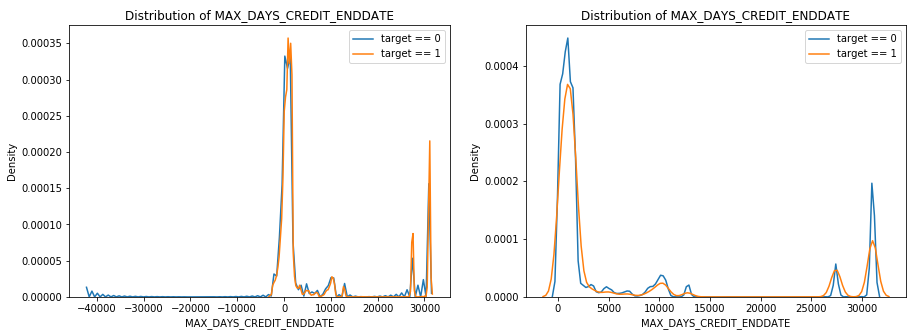 Distribution of MAX_DAYS_CREDIT_ENDDATE
target == 0
target == 1
0.00035
0.00030
0.00025
0.00020
0.00015
0.00010
0.00005
0.00000
Density
−40000 −30000 −20000 −10000 0 10000 20000 30000
MAX_DAYS_CREDIT_ENDDATE
Distribution of MAX_DAYS_CREDIT_ENDDATE
target == 0
target == 1
0.0004
0.0003
0.0002
0.0001
0.0000
Density
0 5000 10000 15000 20000 25000 30000
MAX_DAYS_CREDIT_ENDDATE